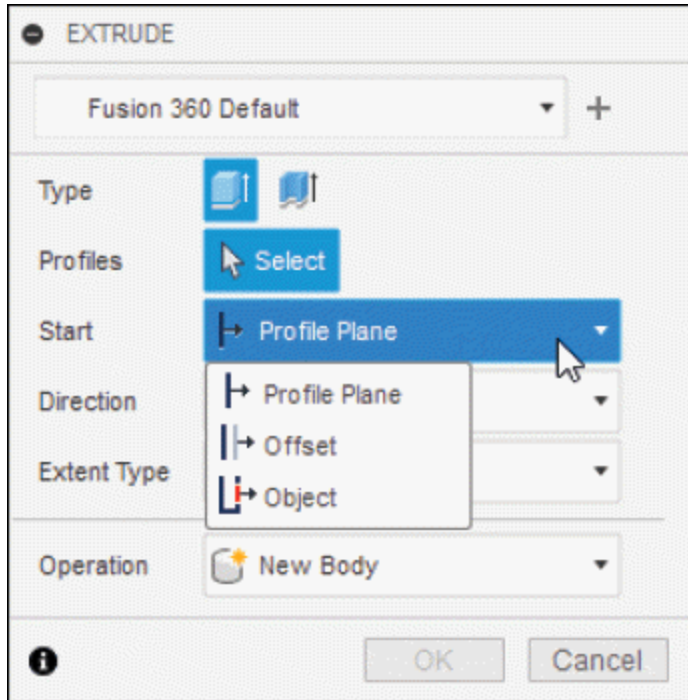 EXTRUDE
Fusion 360 Default
Type
Profiles Select
Start Profile Plane
Profile Plane
Direction
Offset
Extent Type
Object
Operation New Body
OK Cancel